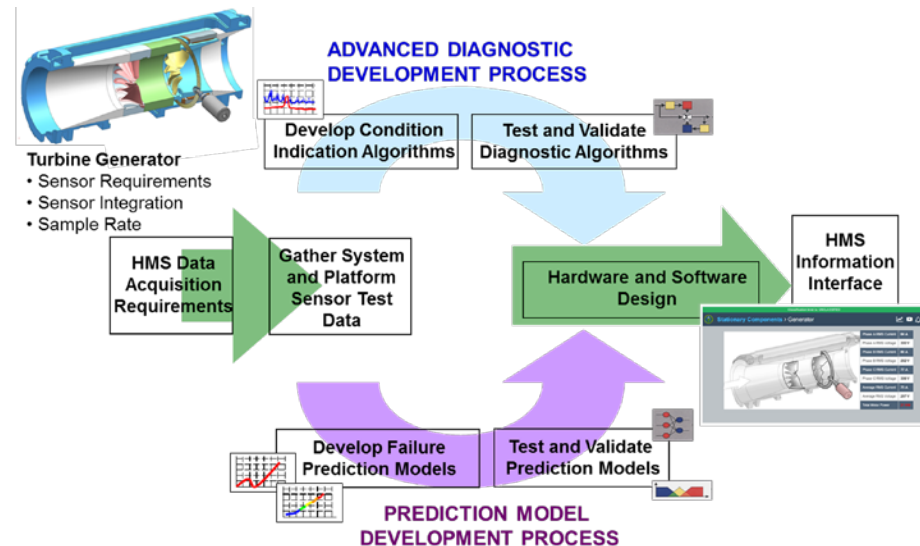 ADVANCED DIAGNOSTIC
DEVELOPMENT PROCESS
Develop Condition
Indication Algorithms
Test and Validate
Diagnostic Algorithms
Turbine Generator
• Sensor Requirements
• Sensor Integration
• Sample Rate
HMS Data
Acquisition
Requirements
Gather System
and Platform
Sensor Test
Data
Hardware and Software
Design
HMS
Information
Interface
Stationary Components > Generator
Develop Failure
Prediction Models
Test and Validate
Prediction Models
PREDICTION MODEL
DEVELOPMENT PROCESS